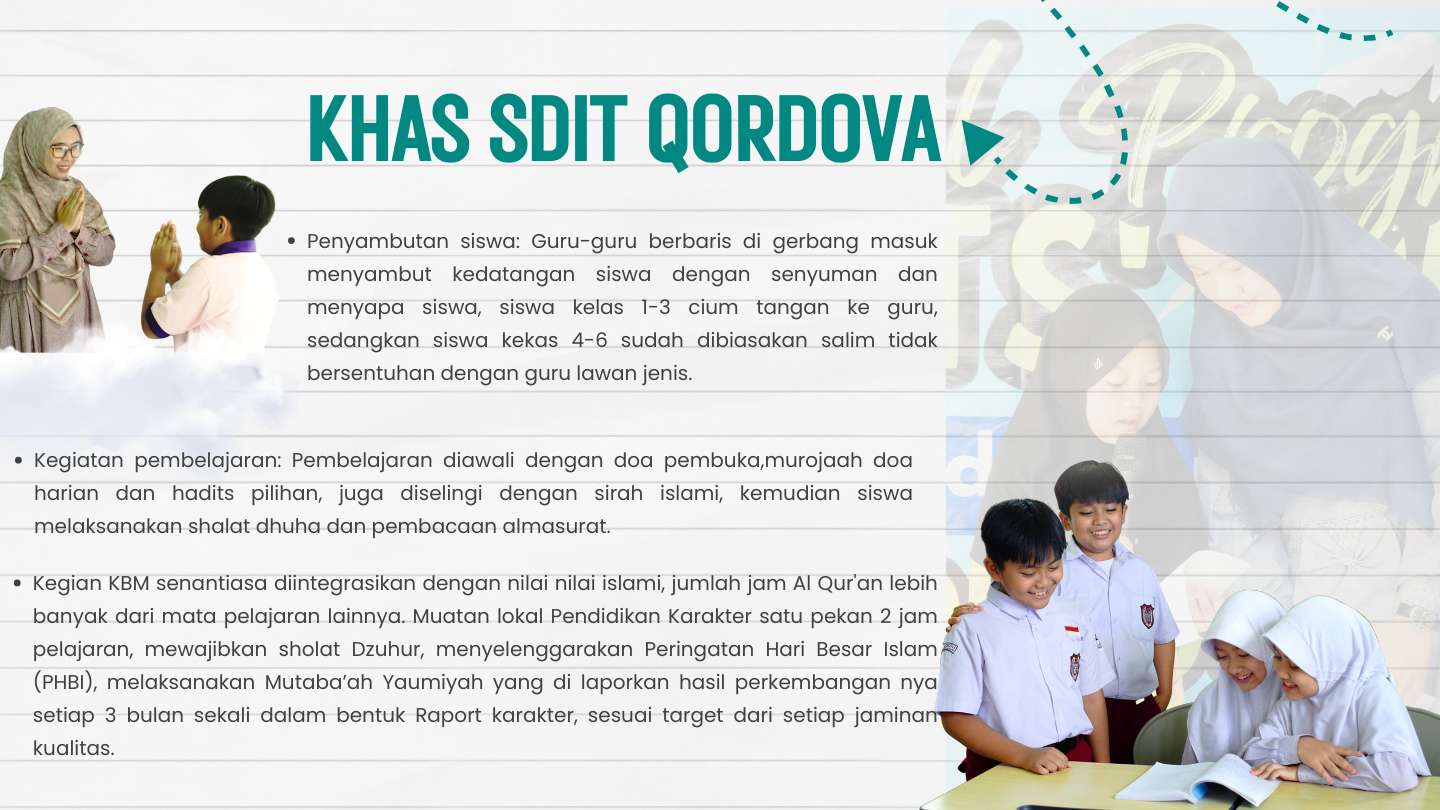 KHAS SDIT QORDOVA
• Penyambutan siswa: Guru-guru berbaris di gerbang masuk
menyambut kedatangan siswa dengan senyuman dan
menyapa siswa, siswa kelas 1-3 cium tangan ke guru,
sedangkan siswa kekas 4-6 sudah dibiasakan salim tidak
bersentuhan dengan guru lawan jenis.
• Kegiatan pembelajaran: Pembelajaran diawali dengan doa pembuka,murojaah doa
harian dan hadits pilihan, juga diselingi dengan sirah islami, kemudian siswa
melaksanakan shalat dhuha dan pembacaan almasurat.
• Kegian KBM senantiasa diintegrasikan dengan nilai nilai islami, jumlah jam Al Qur'an lebih
banyak dari mata pelajaran lainnya. Muatan lokal Pendidikan Karakter satu pekan 2 jam
pelajaran, mewajibkan sholat Dzuhur, menyelenggarakan Peringatan Hari Besar Islam
(PHBI), melaksanakan Mutaba’ah Yaumiyah yang di laporkan hasil perkembangan nya
setiap 3 bulan sekali dalam bentuk Raport karakter, sesuai target dari setiap jaminan
kualitas.